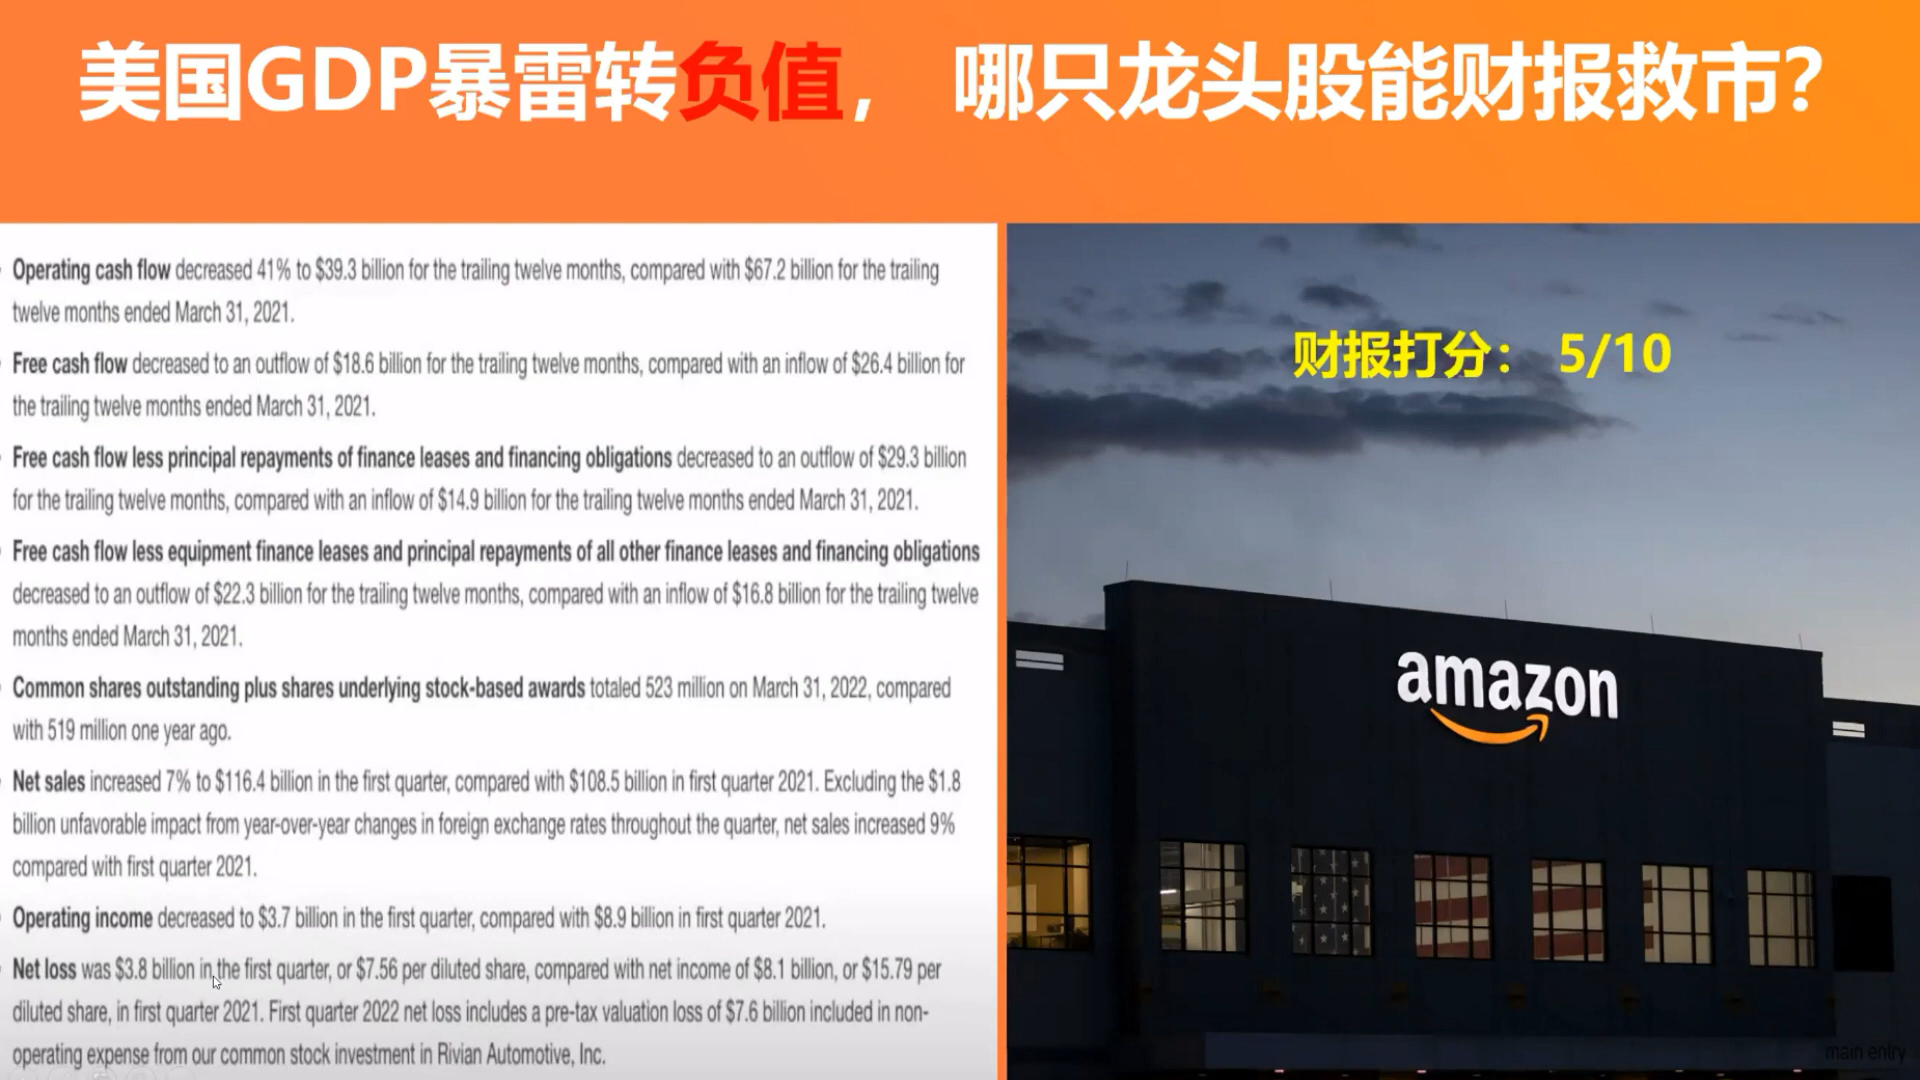 美国GDP暴雷转负值， 哪只龙头股能财报救市？
Operating cash flow decreased 41% to $39.3 billion for the trailing twelve months, compared with $67.2 billion for the trailing
twelve months ended March 31, 2021.
Free cash flow decreased to an outflow of $18.6 billion for the trailing twelve months, compared with an inflow of $26.4 billion for
the trailing twelve months ended March 31, 2021.
Free cash flow less principal repayments of finance leases and financing obligations decreased to an outflow of $29.3 billion
for the trailing twelve months, compared with an inflow of $14.9 billion for the trailing twelve months ended March 31, 2021.
Free cash flow less equipment finance leases and principal repayments of all other finance leases and financing obligations
decreased to an outflow of $22.3 billion for the trailing twelve months, compared with an inflow of $16.8 billion for the trailing twelve
months ended March 31, 2021.
Common shares outstanding plus shares underlying stock-based awards totaled 523 million on March 31, 2022, compared
with 519 million one year ago.
Net sales increased 7% to $116.4 billion in the first quarter, compared with $108.5 billion in first quarter 2021. Excluding the $1.8
billion unfavorable impact from year-over-year changes in foreign exchange rates throughout the quarter, net sales increased 9%
compared with first quarter 2021.
Operating income decreased to $3.7 billion in the first quarter, compared with $8.9 billion in first quarter 2021.
Net loss was $3.8 billion in the first quarter, or $7.56 per diluted share, compared with net income of $8.1 billion, or $15.79 per
diluted share, in first quarter 2021. First quarter 2022 net loss includes a pre-tax valuation loss of $7.6 billion included in non-
operating expense from our common stock investment in Rivian Automotive, Inc.
财报打分： 5/10
amazon
main entry